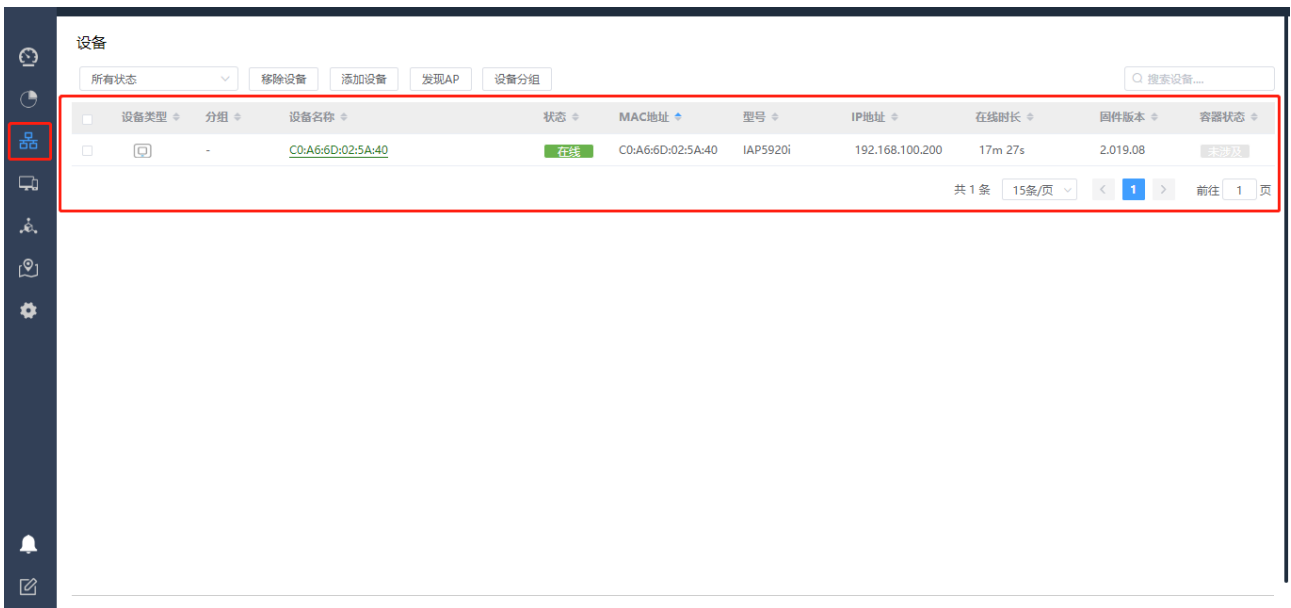 设备
所有状态 移除设备 添加设备 发现AP 设备分组 搜索设备....
设备类型 分组 设备名称 状态 MAC地址 型号 IP地址 在线时长 固件版本 容器状态
- C0:A6:6D:02:5A:40 在线 C0:A6:6D:02:5A:40 IAP5920i 192.168.100.200 17m 27s 2.019.08 未涉及
共 1 条 15条/页 < 1 > 前往 1 页